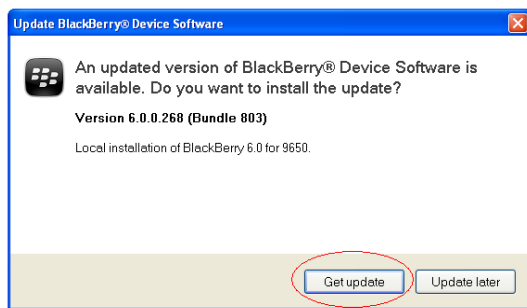 Update BlackBerry® Device Software
An updated version of BlackBerry® Device Software is
available. Do you want to install the update?
Version 6.0.0.268 (Bundle 803)
Local installation of BlackBerry 6.0 for 9650.
Get update
Update later